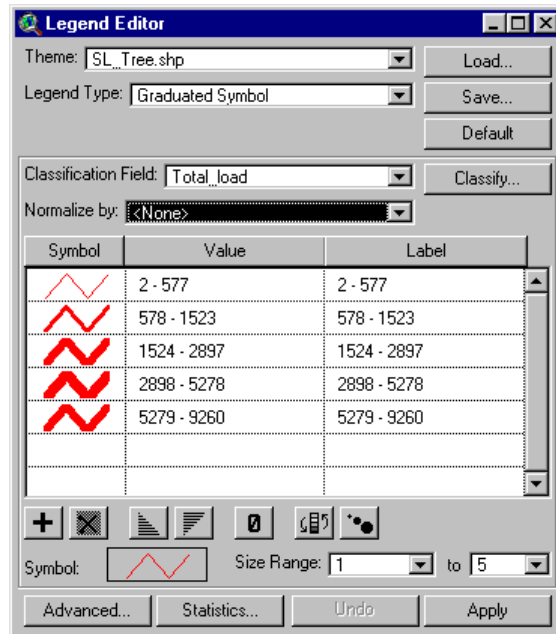 Legend Editor
Theme: SL_Tree.shp
Load...
Legend Type: Graduated Symbol
Save...
Default
Classification Field: Total_load
Classify...
Normalize by: <None>
Symbol Value Label
2 - 577 2 - 577
578 - 1523 578 - 1523
1524 - 2897 1524 - 2897
2898 - 5278 2898 - 5278
5279 - 9260 5279 - 9260
0
Symbol: Size Range: 1 to 5
Advanced... Statistics... Undo Apply